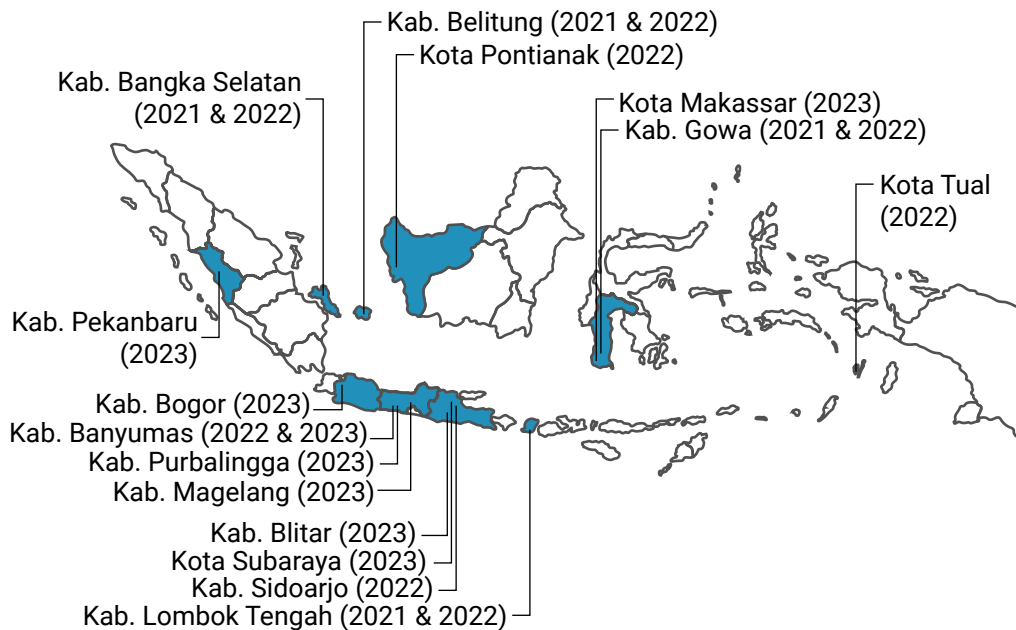 Kab. Belitung (2021 & 2022)
Kota Pontianak (2022)
Kab. Bangka Selatan
(2021 & 2022)
Kota Makassar (2023)
Kab. Gowa (2021 & 2022)
Kota Tual
(2022)
Kab. Pekanbaru
(2023)
Kab. Bogor (2023)
Kab. Banyumas (2022 & 2023)
Kab. Purbalingga (2023)
Kab. Magelang (2023)
Kab. Blitar (2023)
Kota Subaraya (2023)
Kab. Sidoarjo (2022)
Kab. Lombok Tengah (2021 & 2022)